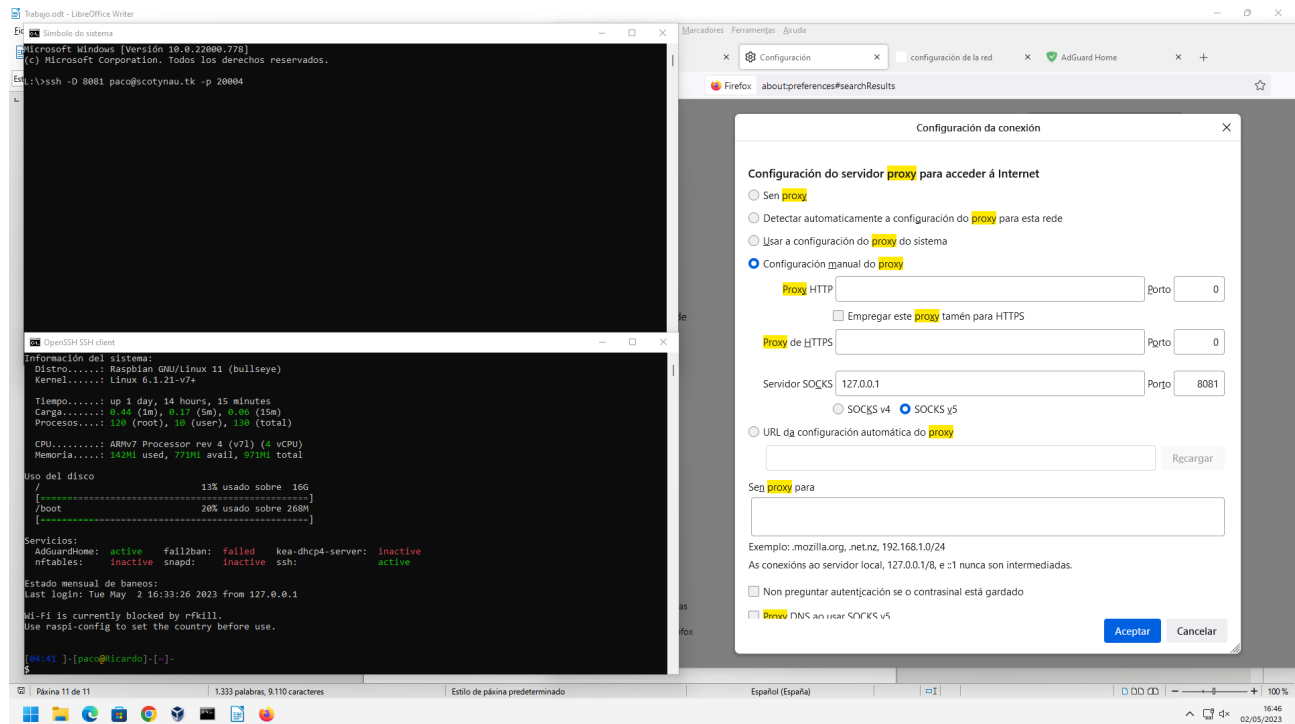 Trabajo.odt - LibreOffice Writer
Símbolo do sistema
Microsoft Windows [Versión 10.0.22000.778]
(c) Microsoft Corporation. Todos los derechos reservados.
L:\>ssh -D 8081 paco@scotynau.tk -p 20004
OpenSSH SSH client
Información del sistema:
Distro......: Raspbian GNU/Linux 11 (bullseye)
Kernel......: Linux 6.1.21-v7+
Tiempo......: up 1 day, 14 hours, 15 minutes
Carga.......: 0.44 (1m), 0.17 (5m), 0.06 (15m)
Procesos....: 120 (root), 10 (user), 130 (total)
CPU.........: ARMv7 Processor rev 4 (v7l) (4 vCPU)
Memoria.....: 142Mi used, 771Mi avail, 971Mi total
Uso del disco
/ 13% usado sobre 16G
[==================================================]
/boot 20% usado sobre 268M
[==================================================]
Servicios:
AdGuardHome: active fail2ban: failed kea-dhcp4-server: inactive
nftables: inactive snapd: inactive ssh: active
Estado mensual de baneos:
Last login: Tue May 2 16:33:26 2023 from 127.0.0.1
Wi-Fi is currently blocked by rfkill.
Use raspi-config to set the country before use.
[04:41 ]-[paco@Ricardo]-[~]-
$
Marcadores Ferramentas Axuda
Configuración
configuración de la red
AdGuard Home
Firefox about:preferences#searchResults
Configuración da conexión
Configuración do servidor proxy para acceder á Internet
Sen proxy
Detectar automaticamente a configuración do proxy para esta rede
Usar a configuración do proxy do sistema
Configuración manual do proxy
Proxy HTTP Porto 0
Empregar este proxy tamén para HTTPS
Proxy de HTTPS Porto 0
Servidor SOCKS 127.0.0.1 Porto 8081
SOCKS v4 SOCKS v5
URL da configuración automática do proxy
Recargar
Sen proxy para
Exemplo: .mozilla.org, .net.nz, 192.168.1.0/24
As conexións ao servidor local, 127.0.0.1/8, e ::1 nunca son intermediadas.
Non preguntar autenticación se o contrasinal está gardado
Proxy DNS ao usar SOCKS v5
Aceptar Cancelar
Páxina 11 de 11 1.333 palabras, 9.110 caracteres Estilo de páxina predeterminado Español (España) 100 %
16:46
02/05/2023